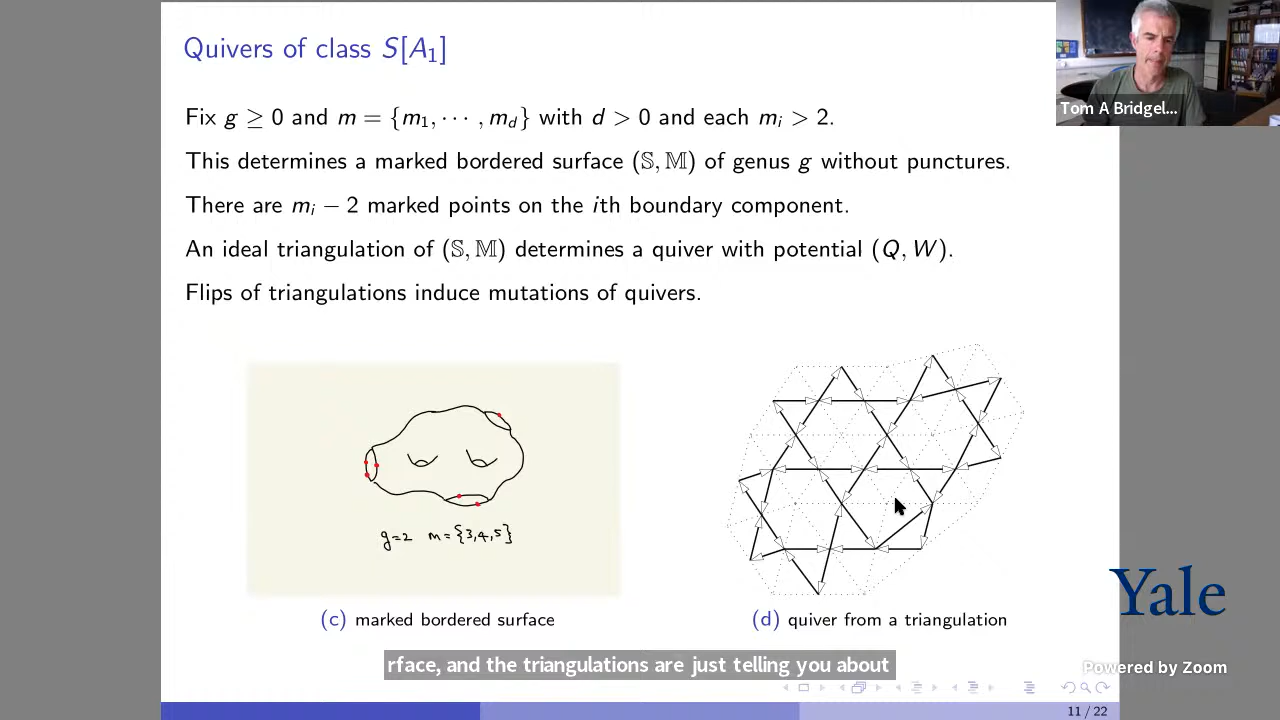 Quivers of class S[A₁]
Fix g ≥ 0 and m = {m₁, ⋯ , m_d} with d > 0 and each mᵢ > 2.
This determines a marked bordered surface (𝕊, 𝕄) of genus g without punctures.
There are mᵢ − 2 marked points on the ith boundary component.
An ideal triangulation of (𝕊, 𝕄) determines a quiver with potential (Q, W).
Flips of triangulations induce mutations of quivers.
g=2 m={3,4,5}
(c) marked bordered surface
(d) quiver from a triangulation
rface, and the triangulations are just telling you about
11 / 22
Tom A Bridgel...
Yale
Powered by Zoom